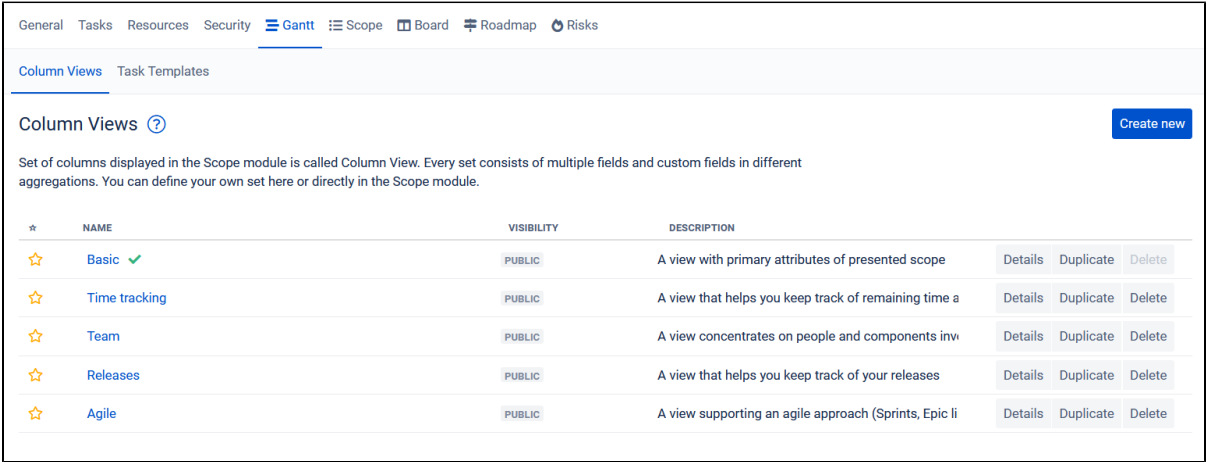 General Tasks Resources Security Gantt Scope Board Roadmap Risks
Column Views Task Templates
Column Views ?
Create new
Set of columns displayed in the Scope module is called Column View. Every set consists of multiple fields and custom fields in different
aggregations. You can define your own set here or directly in the Scope module.
NAME VISIBILITY DESCRIPTION
Basic PUBLIC A view with primary attributes of presented scope Details Duplicate Delete
Time tracking PUBLIC A view that helps you keep track of remaining time a Details Duplicate Delete
Team PUBLIC A view concentrates on people and components inv Details Duplicate Delete
Releases PUBLIC A view that helps you keep track of your releases Details Duplicate Delete
Agile PUBLIC A view supporting an agile approach (Sprints, Epic li Details Duplicate Delete